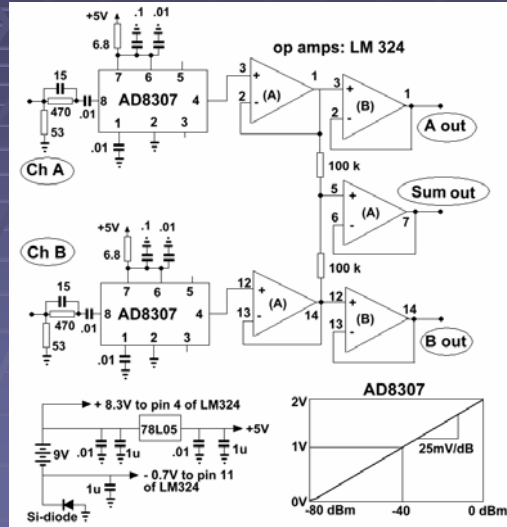 +5V .1 .01
op amps: LM 324
6.8
15
7 6 5
3 + 1 3 + 1
8 AD8307 4
(A) (B)
470 .01
2 - 2 -
53
1 2 3
A out
.01
Ch A
100 k
Sum out
5 +
(A)
6 - 7
Ch B
+5V .1 .01
6.8
100 k
15
7 6 5
12 + 12 + 14
8 AD8307 4
(A) (B)
470 .01
13 - 14 13 -
53
1 2 3
B out
.01
+ 8.3V to pin 4 of LM324
AD8307
78L05 +5V
2V
9V
.01 1u .01 1u
1V
25mV/dB
- 0.7V to pin 11
of LM324
1u
0V
Si-diode
-80 dBm -40 0 dBm